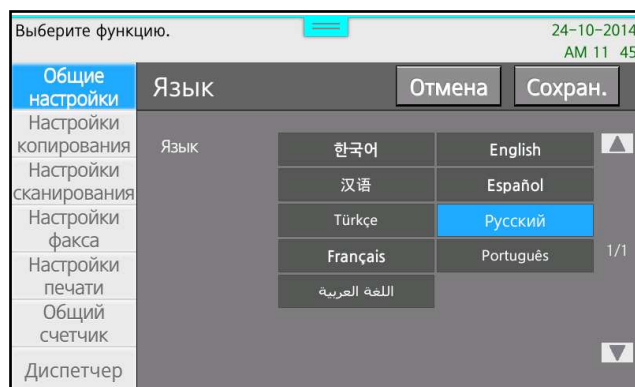 Выберите функцию.
24-10-2014
AM 11 45
Общие
настройки
Настройки
копирования
Настройки
сканирования
Настройки
факса
Настройки
печати
Общий
счетчик
Диспетчер
Язык
Отмена
Сохран.
Язык
한국어
English
汉语
Español
Türkçe
Русский
Français
Português
اللغة العربية
1/1